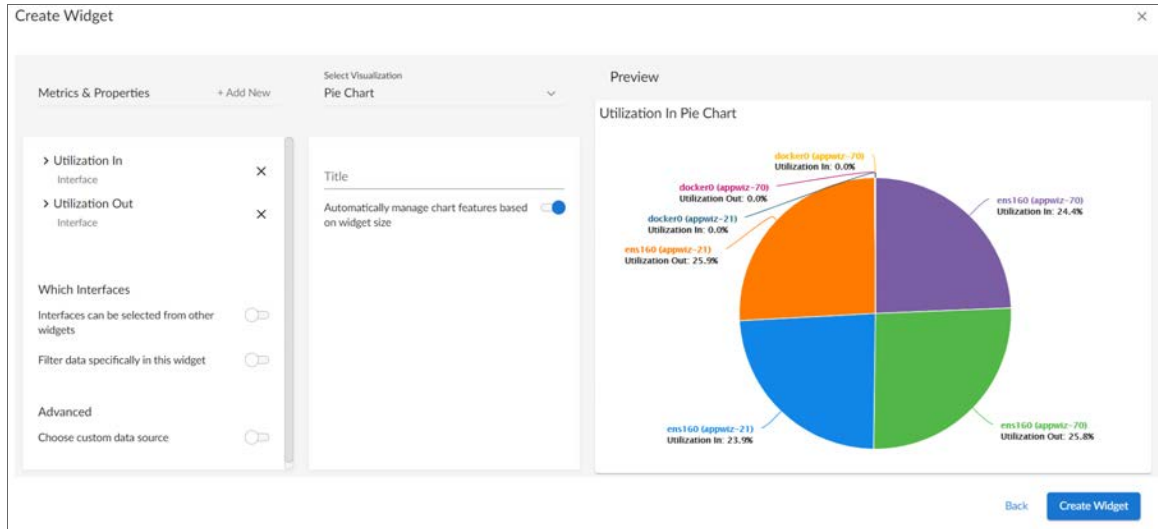 Create Widget
Metrics & Properties
+ Add New
Utilization In
Interface
Utilization Out
Interface
Which Interfaces
Interfaces can be selected from other
widgets
Filter data specifically in this widget
Advanced
Choose custom data source
Select Visualization
Pie Chart
Title
Automatically manage chart features based
on widget size
Preview
Utilization In Pie Chart
docker0 (appwiz-70)
Utilization In: 0.0%
docker0 (appwiz-70)
Utilization Out: 0.0%
docker0 (appwiz-21)
Utilization In: 0.0%
ens160 (appwiz-21)
Utilization Out: 25.9%
ens160 (appwiz-70)
Utilization In: 24.4%
ens160 (appwiz-21)
Utilization In: 23.9%
ens160 (appwiz-70)
Utilization Out: 25.8%
Back
Create Widget